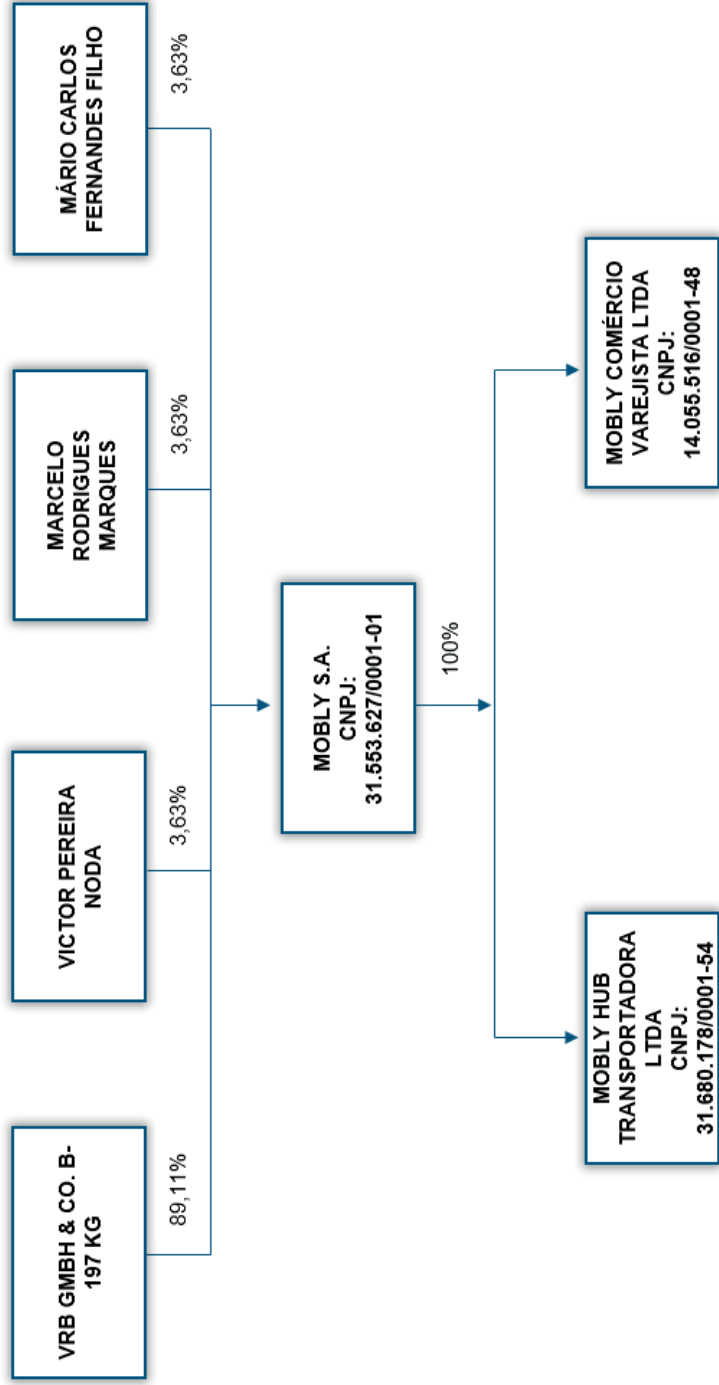 VRB GMBH & CO. B-
197 KG
VICTOR PEREIRA
NODA
MARCELO
RODRIGUES
MARQUES
MÁRIO CARLOS
FERNANDES FILHO
89,11%
3,63%
3,63%
3,63%
MOBLY S.A.
CNPJ:
31.553.627/0001-01
100%
MOBLY HUB
TRANSPORTADORA
LTDA
CNPJ:
31.680.178/0001-54
MOBLY COMÉRCIO
VAREJISTA LTDA
CNPJ:
14.055.516/0001-48